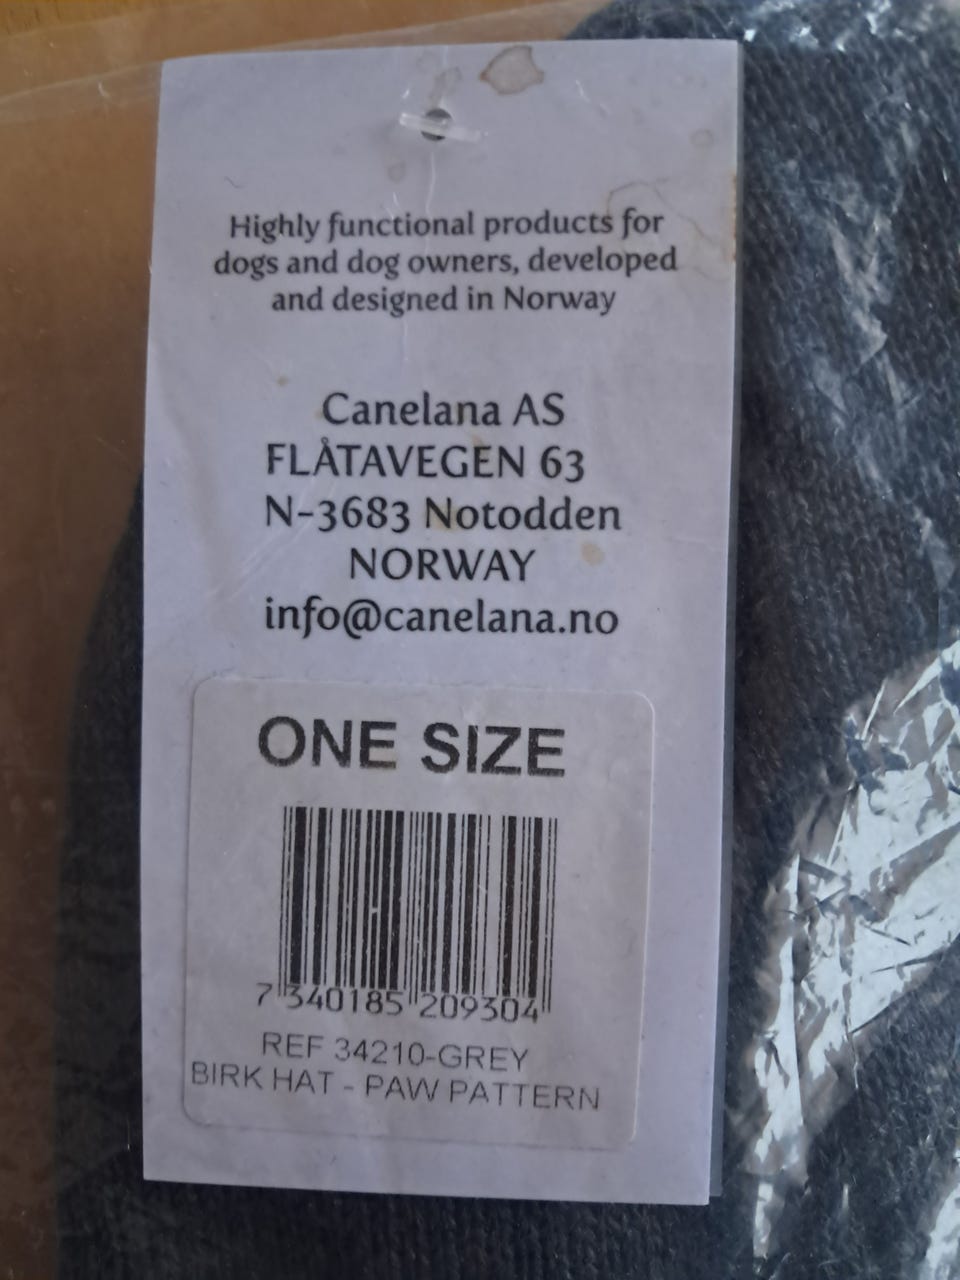 Highly functional products for
dogs and dog owners, developed
and designed in Norway
Canelana AS
FLÅTAVEGEN 63
N-3683 Notodden
NORWAY
info@canelana.no
ONE SIZE
7 340185 209304
REF 34210-GREY
BIRK HAT - PAW PATTERN